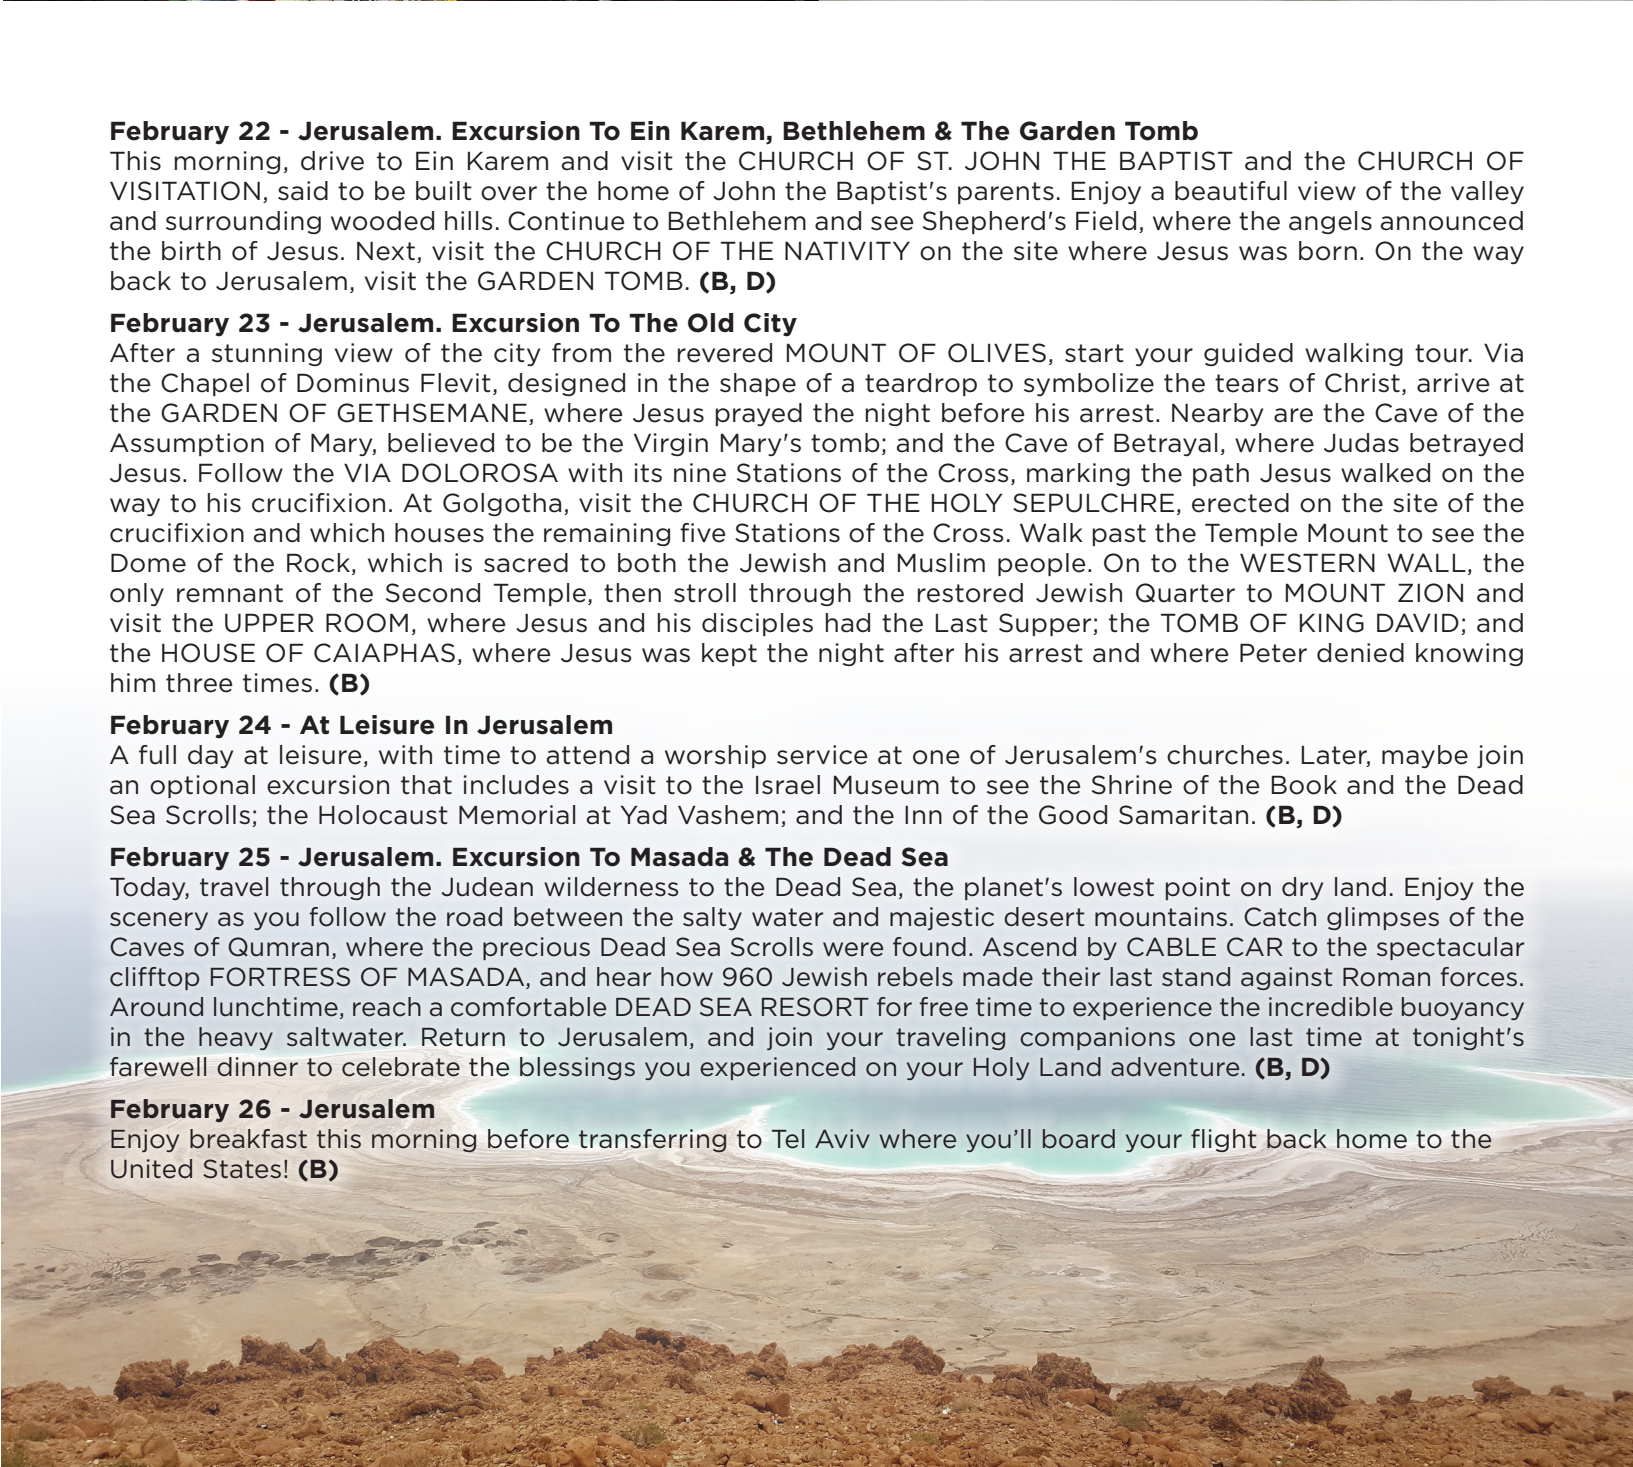 February 22 - Jerusalem. Excursion To Ein Karem, Bethlehem & The Garden Tomb
This morning, drive to Ein Karem and visit the CHURCH OF ST. JOHN THE BAPTIST and the CHURCH OF
VISITATION, said to be built over the home of John the Baptist's parents. Enjoy a beautiful view of the valley
and surrounding wooded hills. Continue to Bethlehem and see Shepherd's Field, where the angels announced
the birth of Jesus. Next, visit the CHURCH OF THE NATIVITY on the site where Jesus was born. On the way
back to Jerusalem, visit the GARDEN TOMB. (B, D)
February 23 - Jerusalem. Excursion To The Old City
After a stunning view of the city from the revered MOUNT OF OLIVES, start your guided walking tour. Via
the Chapel of Dominus Flevit, designed in the shape of a teardrop to symbolize the tears of Christ, arrive at
the GARDEN OF GETHSEMANE, where Jesus prayed the night before his arrest. Nearby are the Cave of the
Assumption of Mary, believed to be the Virgin Mary's tomb; and the Cave of Betrayal, where Judas betrayed
Jesus. Follow the VIA DOLOROSA with its nine Stations of the Cross, marking the path Jesus walked on the
way to his crucifixion. At Golgotha, visit the CHURCH OF THE HOLY SEPULCHRE, erected on the site of the
crucifixion and which houses the remaining five Stations of the Cross. Walk past the Temple Mount to see the
Dome of the Rock, which is sacred to both the Jewish and Muslim people. On to the WESTERN WALL, the
only remnant of the Second Temple, then stroll through the restored Jewish Quarter to MOUNT ZION and
visit the UPPER ROOM, where Jesus and his disciples had the Last Supper; the TOMB OF KING DAVID; and
the HOUSE OF CAIAPHAS, where Jesus was kept the night after his arrest and where Peter denied knowing
him three times. (B)
February 24 - At Leisure In Jerusalem
A full day at leisure, with time to attend a worship service at one of Jerusalem's churches. Later, maybe join
an optional excursion that includes a visit to the Israel Museum to see the Shrine of the Book and the Dead
Sea Scrolls; the Holocaust Memorial at Yad Vashem; and the Inn of the Good Samaritan. (B, D)
February 25 - Jerusalem. Excursion To Masada & The Dead Sea
Today, travel through the Judean wilderness to the Dead Sea, the planet's lowest point on dry land. Enjoy the
scenery as you follow the road between the salty water and majestic desert mountains. Catch glimpses of the
Caves of Qumran, where the precious Dead Sea Scrolls were found. Ascend by CABLE CAR to the spectacular
clifftop FORTRESS OF MASADA, and hear how 960 Jewish rebels made their last stand against Roman forces.
Around lunchtime, reach a comfortable DEAD SEA RESORT for free time to experience the incredible buoyancy
in the heavy saltwater. Return to Jerusalem, and join your traveling companions one last time at tonight's
farewell dinner to celebrate the blessings you experienced on your Holy Land adventure. (B, D)
February 26 - Jerusalem
Enjoy breakfast this morning before transferring to Tel Aviv where you’ll board your flight back home to the
United States! (B)